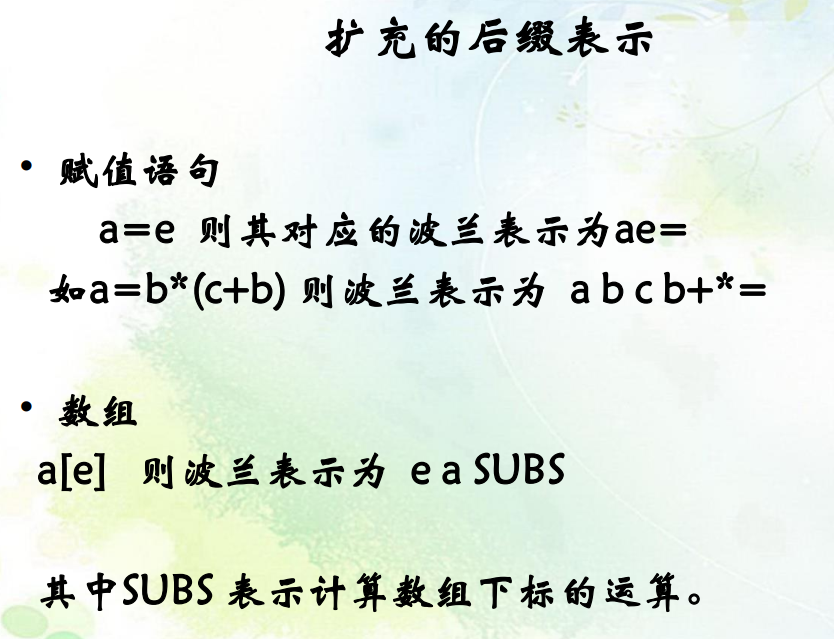 扩充的后缀表示
• 赋值语句
a=e 则其对应的波兰表示为ae=
如a=b*(c+b) 则波兰表示为 a b c b+*=
• 数组
a[e] 则波兰表示为 e a SUBS
其中SUBS 表示计算数组下标的运算。